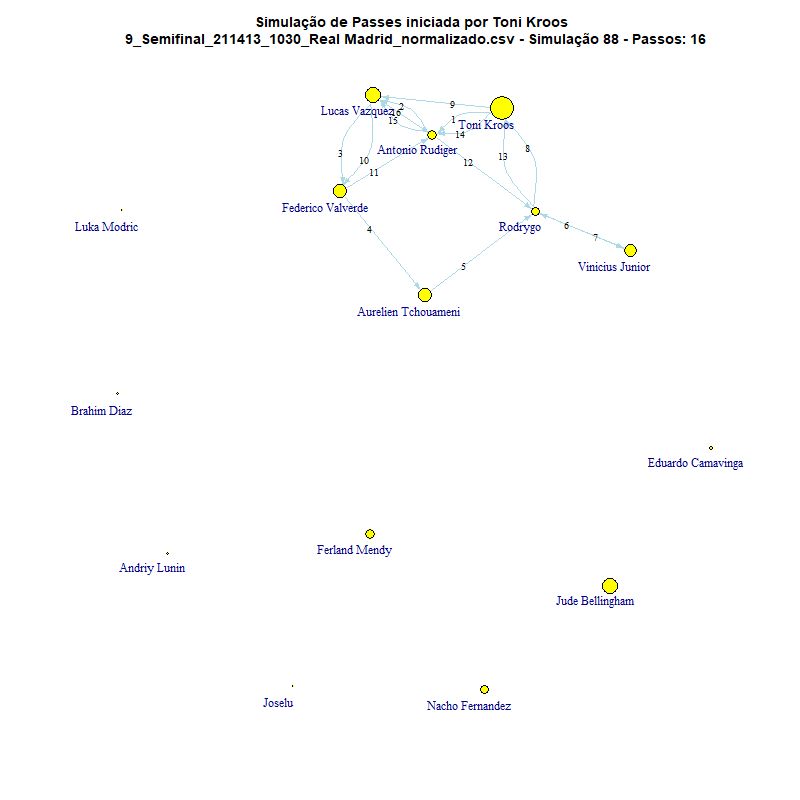 Simulação de Passes iniciada por Toni Kroos
9_Semifinal_211413_1030_Real Madrid_normalizado.csv - Simulação 88 - Passos: 16
Lucas Vazquez
1
2
16
15
9
1
14
Toni Kroos
Antonio Rudiger
3
10
11
12
13
8
Federico Valverde
Luka Modric
4
Rodrygo
6
7
Vinicius Junior
5
Aurelien Tchouameni
Brahim Diaz
Eduardo Camavinga
Ferland Mendy
Andriy Lunin
Jude Bellingham
Joselu
Nacho Fernandez